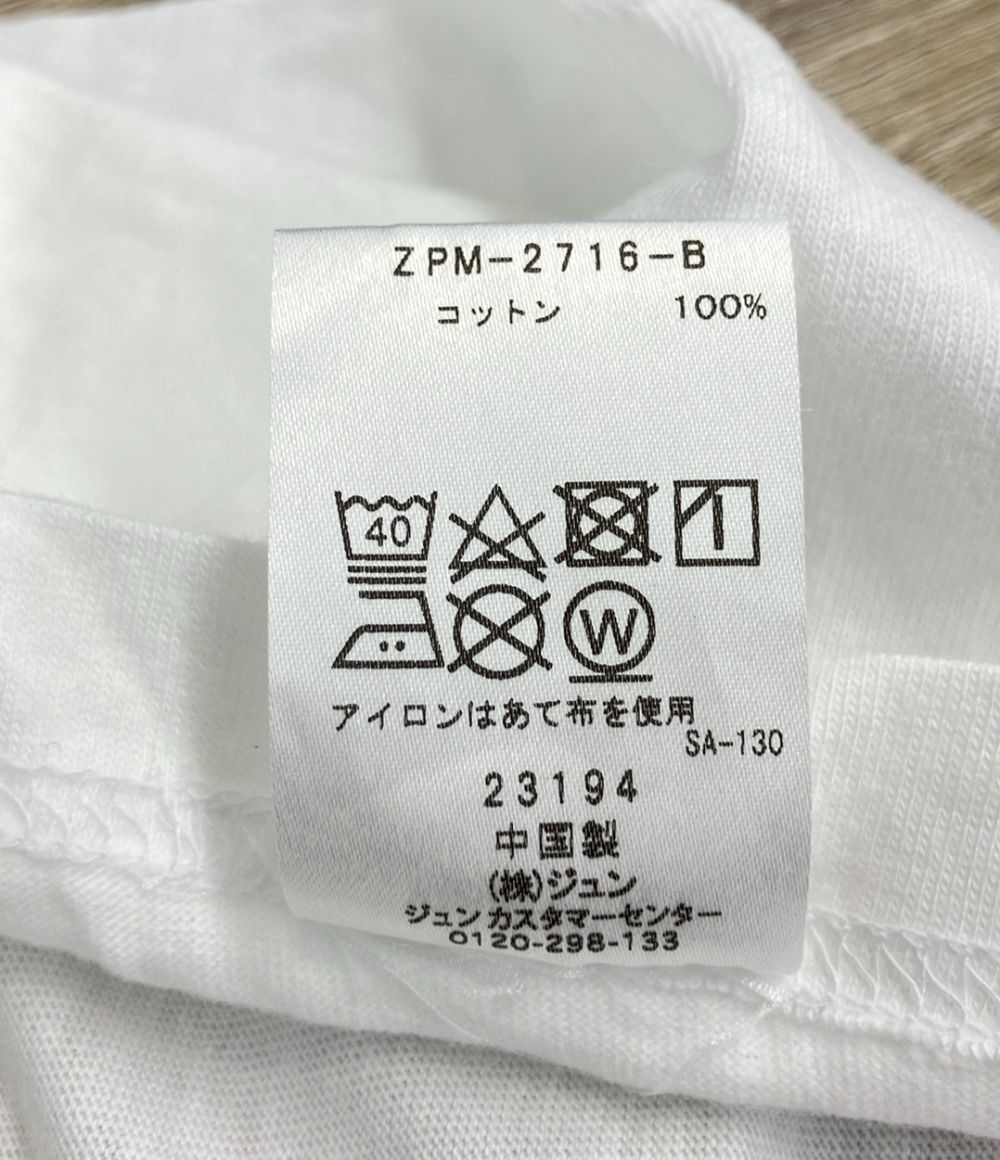 ZPM-2716-B
コットン 100%
40
W
アイロンはあて布を使用
SA-130
23194
中国製
(株)ジュン
ジュンカスタマーセンター
0120-298-133